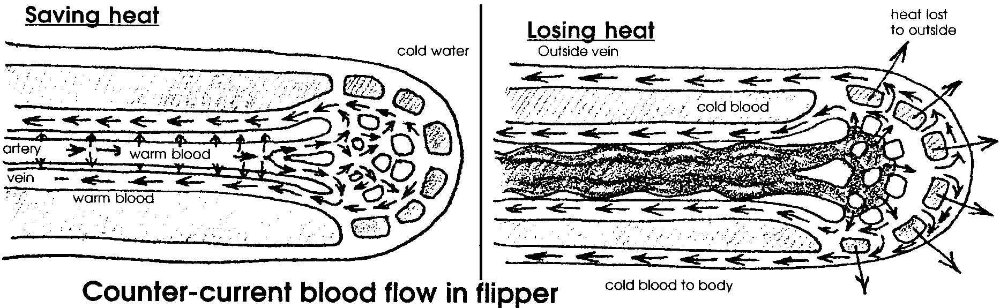 Saving heat
cold water
artery
warm blood
vein
warm blood
Losing heat
Outside vein
heat lost
to outside
cold blood
cold blood to body
Counter-current blood flow in flipper